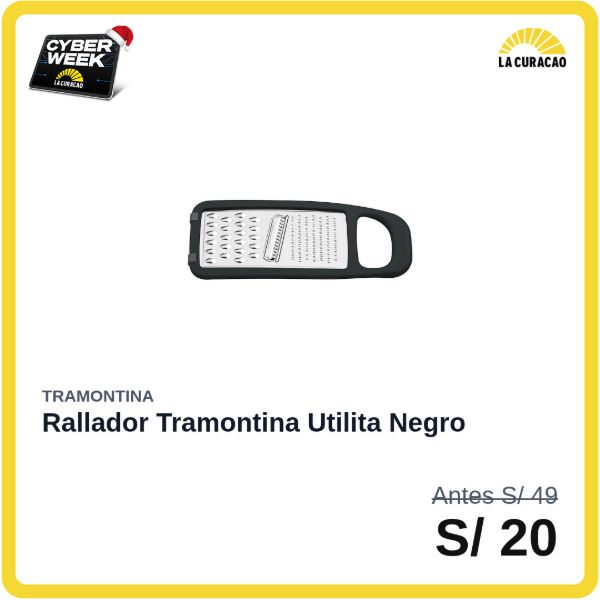 CYBER
WEEK
LA CURACAO
LA CURACAO
TRAMONTINA
Rallador Tramontina Utilita Negro
Antes S/ 49
S/ 20